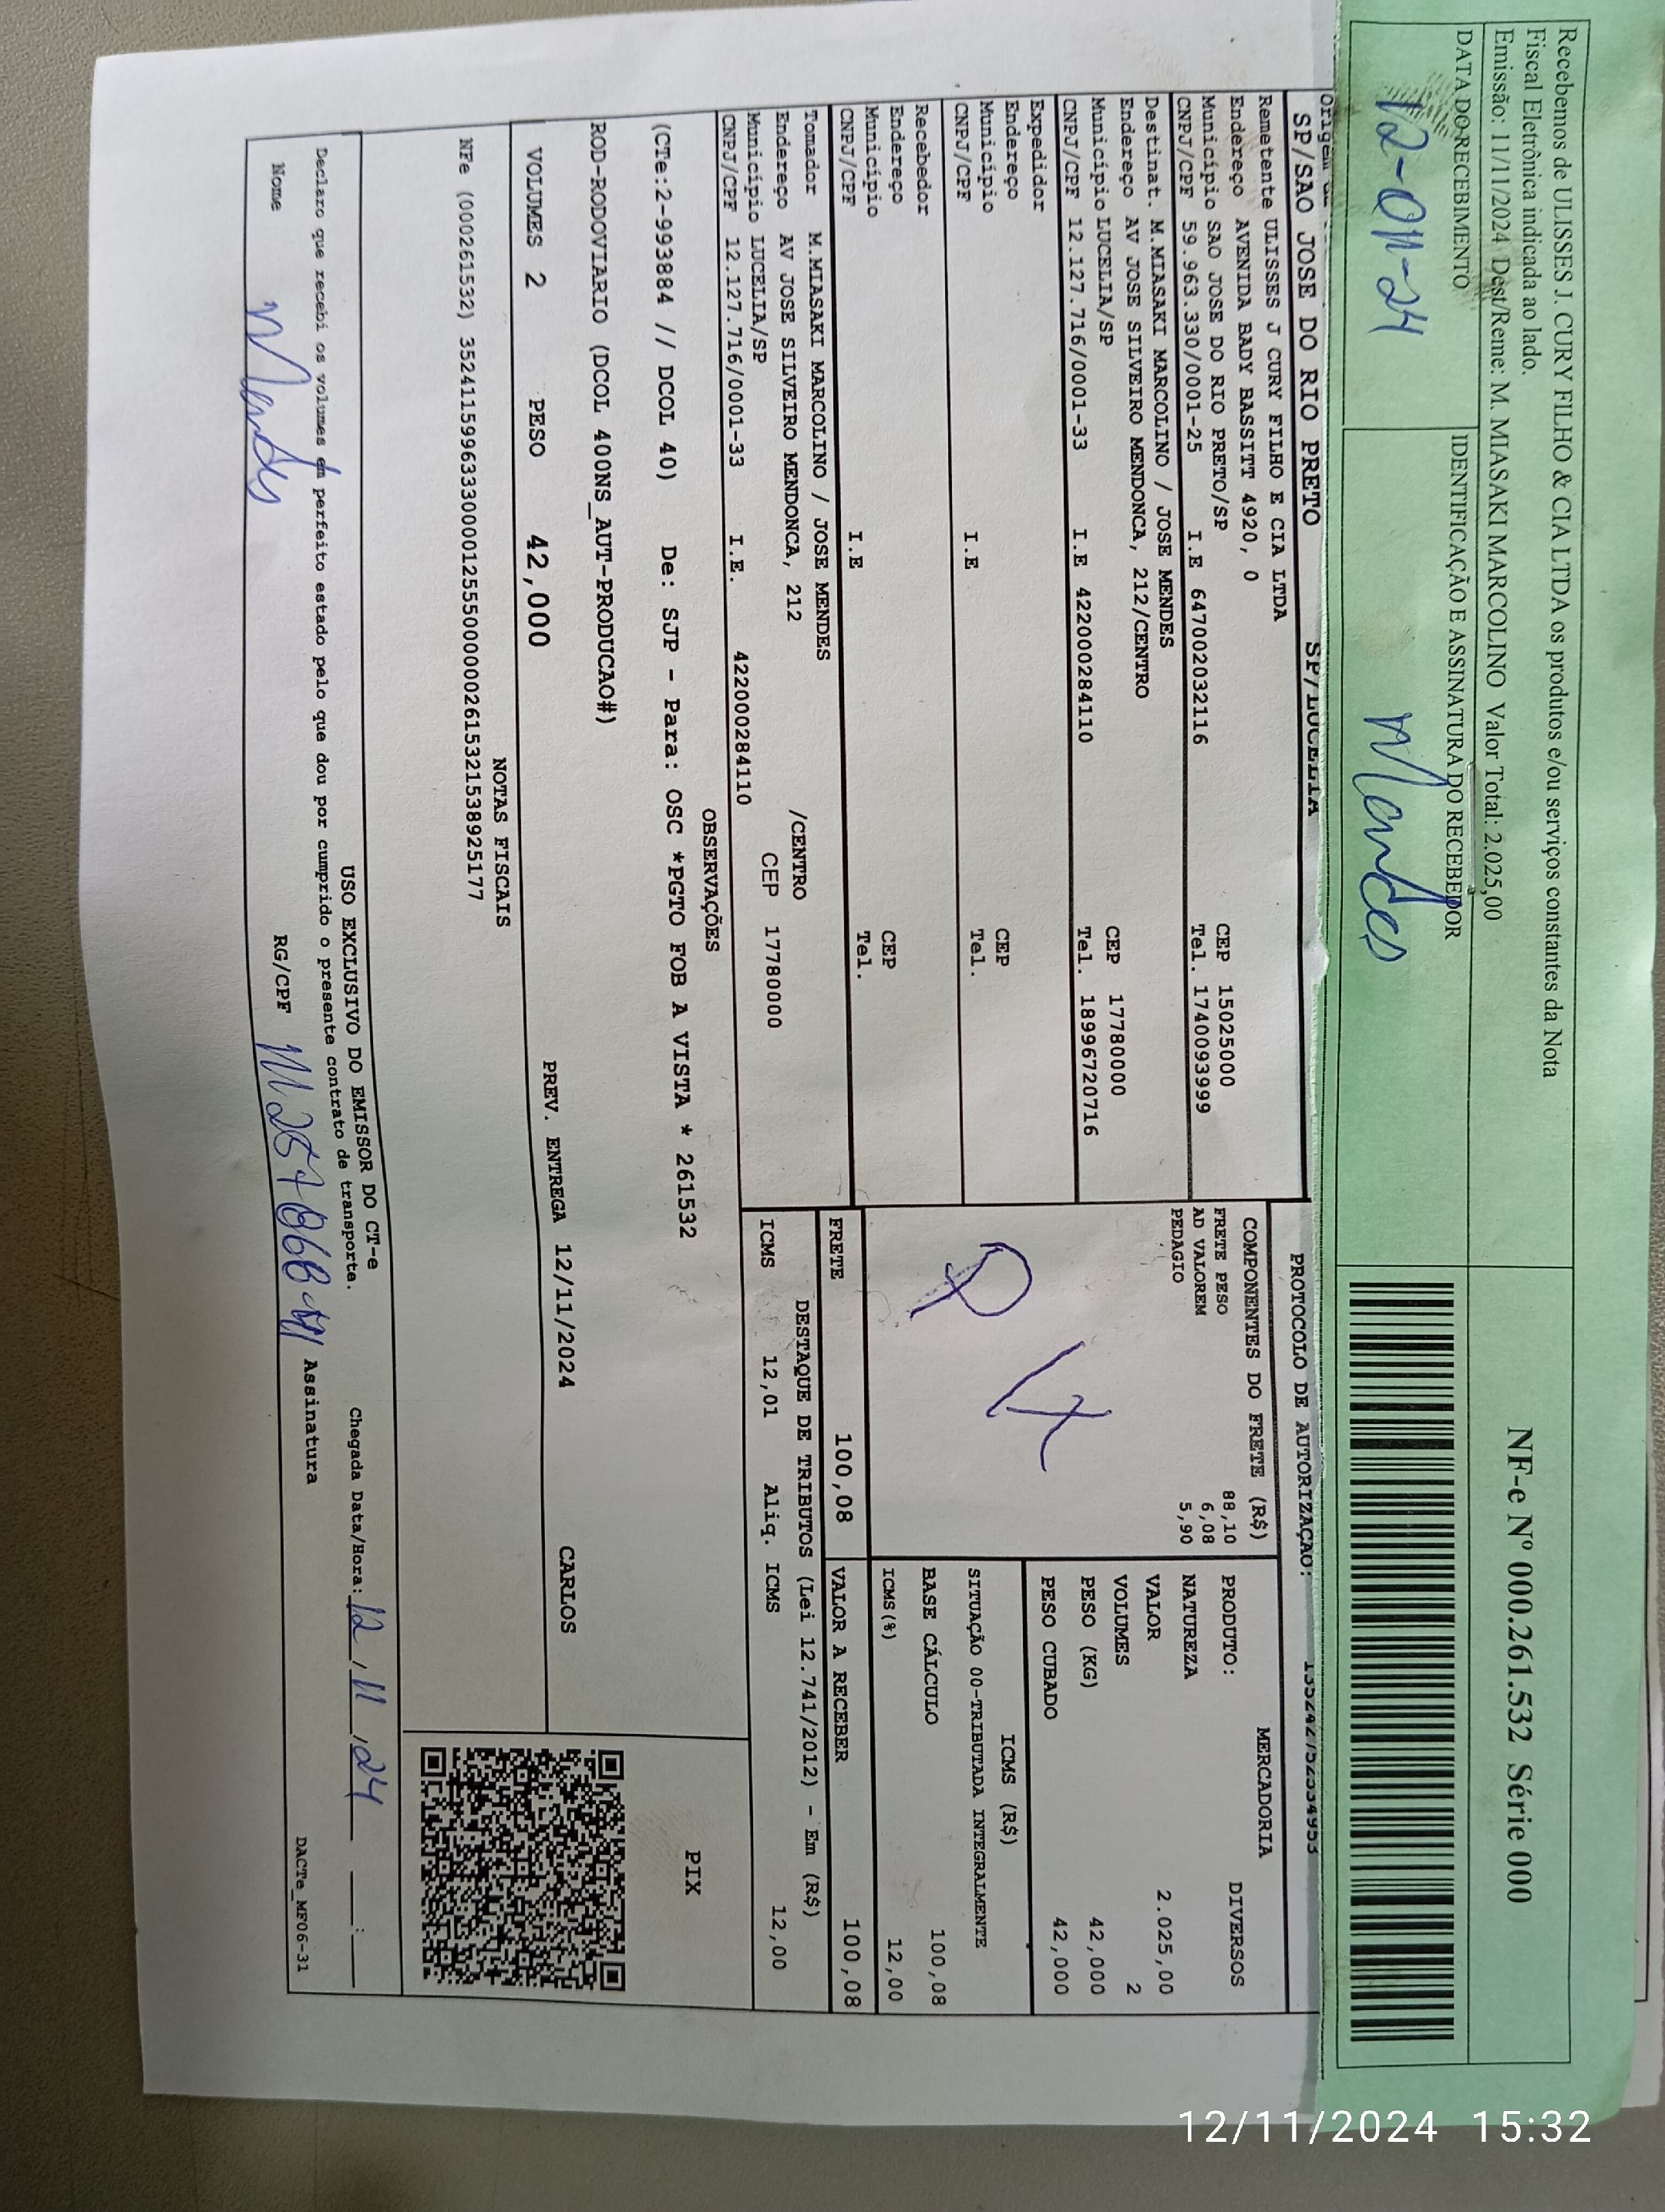 Recebemos de ULISSES J. CURY FILHO & CIA LTDA os produtos e/ou serviços constantes da Nota
Fiscal Eletrônica indicada ao lado.
Emissão: 11/11/2024 Dest/Reme: M. MIASAKI MARCOLINO Valor Total: 2.025,00
DATA DO RECEBIMENTO
IDENTIFICAÇÃO E ASSINATURA DO RECEBEDOR
12-011-24
Mendes
NF-e Nº 000.261.532 Série 000
SP/SAO JOSE DO RIO PRETO SP/LUCELIA
PROTOCOLO DE AUTORIZAÇAO:
Remetente ULISSES J CURY FILHO E CIA LTDA
Endereço AVENIDA BADY BASSITT 4920, 0
Município SAO JOSE DO RIO PRETO/SP CEP 15025000
CNPJ/CPF 59.963.330/0001-25 I.E 647002032116 Tel. 1740093999
Destinat. M.MIASAKI MARCOLINO / JOSE MENDES
Endereço AV JOSE SILVEIRO MENDONCA, 212/CENTRO
Município LUCELIA/SP CEP 17780000
CNPJ/CPF 12.127.716/0001-33 I.E 422000284110 Tel. 18996720716
Expedidor
Endereço
Município CEP
CNPJ/CPF I.E Tel.
Recebedor
Endereço
Município CEP
CNPJ/CPF I.E Tel.
Tomador M.MIASAKI MARCOLINO / JOSE MENDES
Endereço AV JOSE SILVEIRO MENDONCA, 212 /CENTRO
Município LUCELIA/SP CEP 17780000
CNPJ/CPF 12.127.716/0001-33 I.E. 422000284110
COMPONENTES DO FRETE (R$)
FRETE PESO 88,10
AD VALOREM 6,08
PEDAGIO 5,90
PIX
MERCADORIA
PRODUTO: DIVERSOS
NATUREZA
VALOR 2.025,00
VOLUMES 2
PESO (KG) 42,000
PESO CUBADO 42,000
ICMS (R$)
SITUAÇÃO 00-TRIBUTADA INTEGRALMENTE
BASE CÁLCULO 100,08
ICMS(%) 12,00
FRETE 100,08 VALOR A RECEBER 100,08
DESTAQUE DE TRIBUTOS (Lei 12.741/2012) - Em (R$)
ICMS 12,01 Aliq. ICMS 12,00
OBSERVAÇÕES
(CTe:2-993884 // DCOL 40) De: SJP - Para: OSC *PGTO FOB A VISTA * 261532
ROD-RODOVIARIO (DCOL 400NS_AUT-PRODUCAO#)
PIX
VOLUMES 2 PESO 42,000 PREV. ENTREGA 12/11/2024 CARLOS
NOTAS FISCAIS
NFe (000261532) 35241159963330000125550000002615321538925177
USO EXCLUSIVO DO EMISSOR DO CT-e
Declaro que recebi os volumes em perfeito estado pelo que dou por cumprido o presente contrato de transporte.
Chegada Data/Hora: 12/11/24 __:__
Nome Mendes RG/CPF Assinatura
DACTe_MF06-31
12/11/2024 15:32